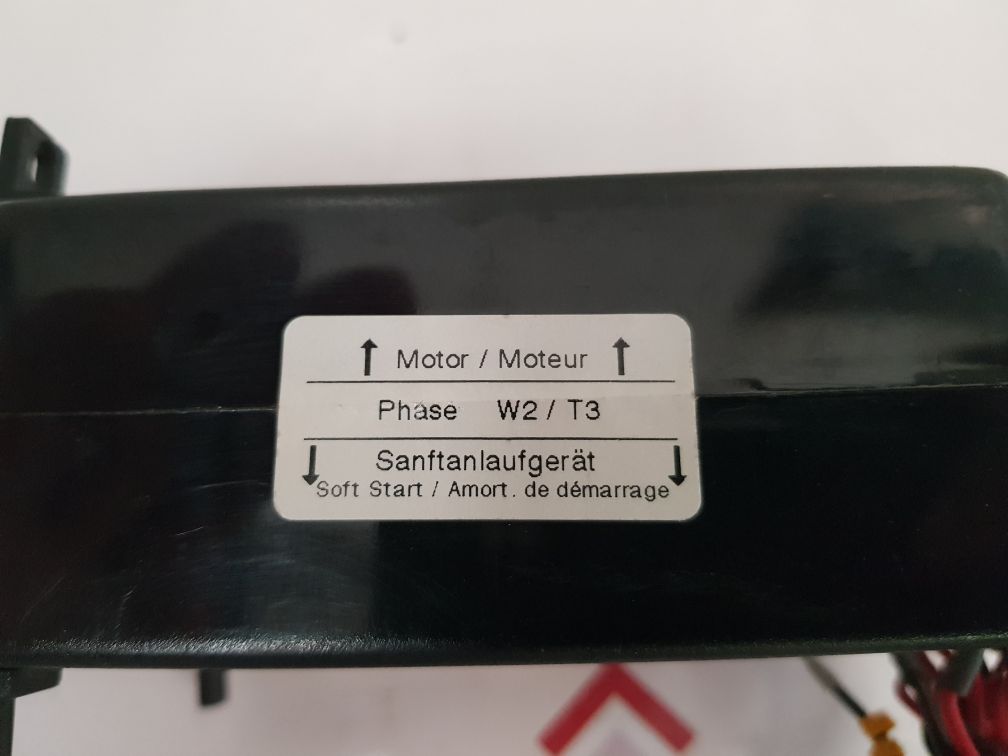 ↑ Motor / Moteur ↑
Phase W2 / T3
↓ Sanftanlaufgerät ↓
Soft Start / Amort. de démarrage